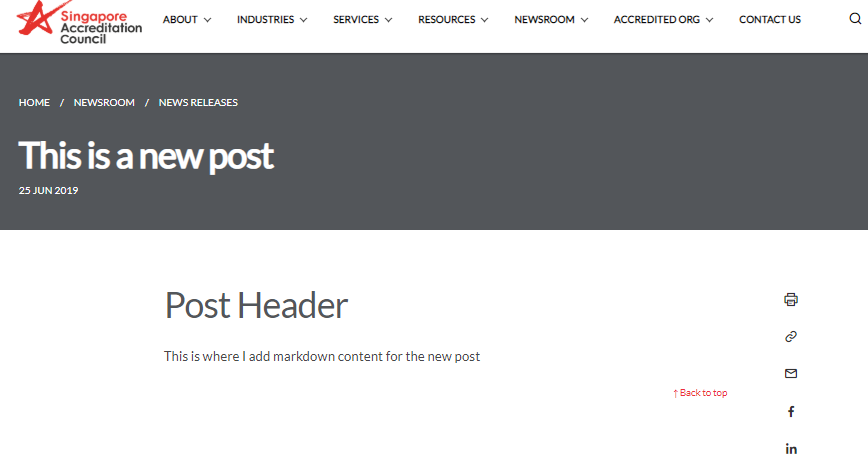 Singapore
Accreditation
Council
ABOUT INDUSTRIES SERVICES RESOURCES NEWSROOM ACCREDITED ORG CONTACT US
HOME / NEWSROOM / NEWS RELEASES
This is a new post
25 JUN 2019
Post Header
This is where I add markdown content for the new post
↑ Back to top